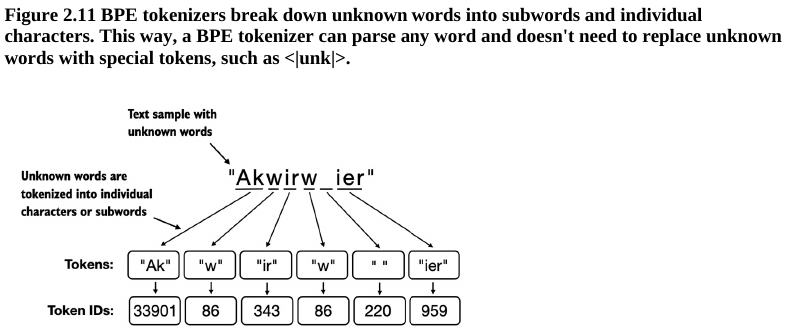 Figure 2.11 BPE tokenizers break down unknown words into subwords and individual
characters. This way, a BPE tokenizer can parse any word and doesn't need to replace unknown
words with special tokens, such as <|unk|>.
Text sample with
unknown words
"Akwirw ier"
Unknown words are
tokenized into individual
characters or subwords
Tokens: "Ak" "w" "ir" "w" " " "ier"
Token IDs: 33901 86 343 86 220 959